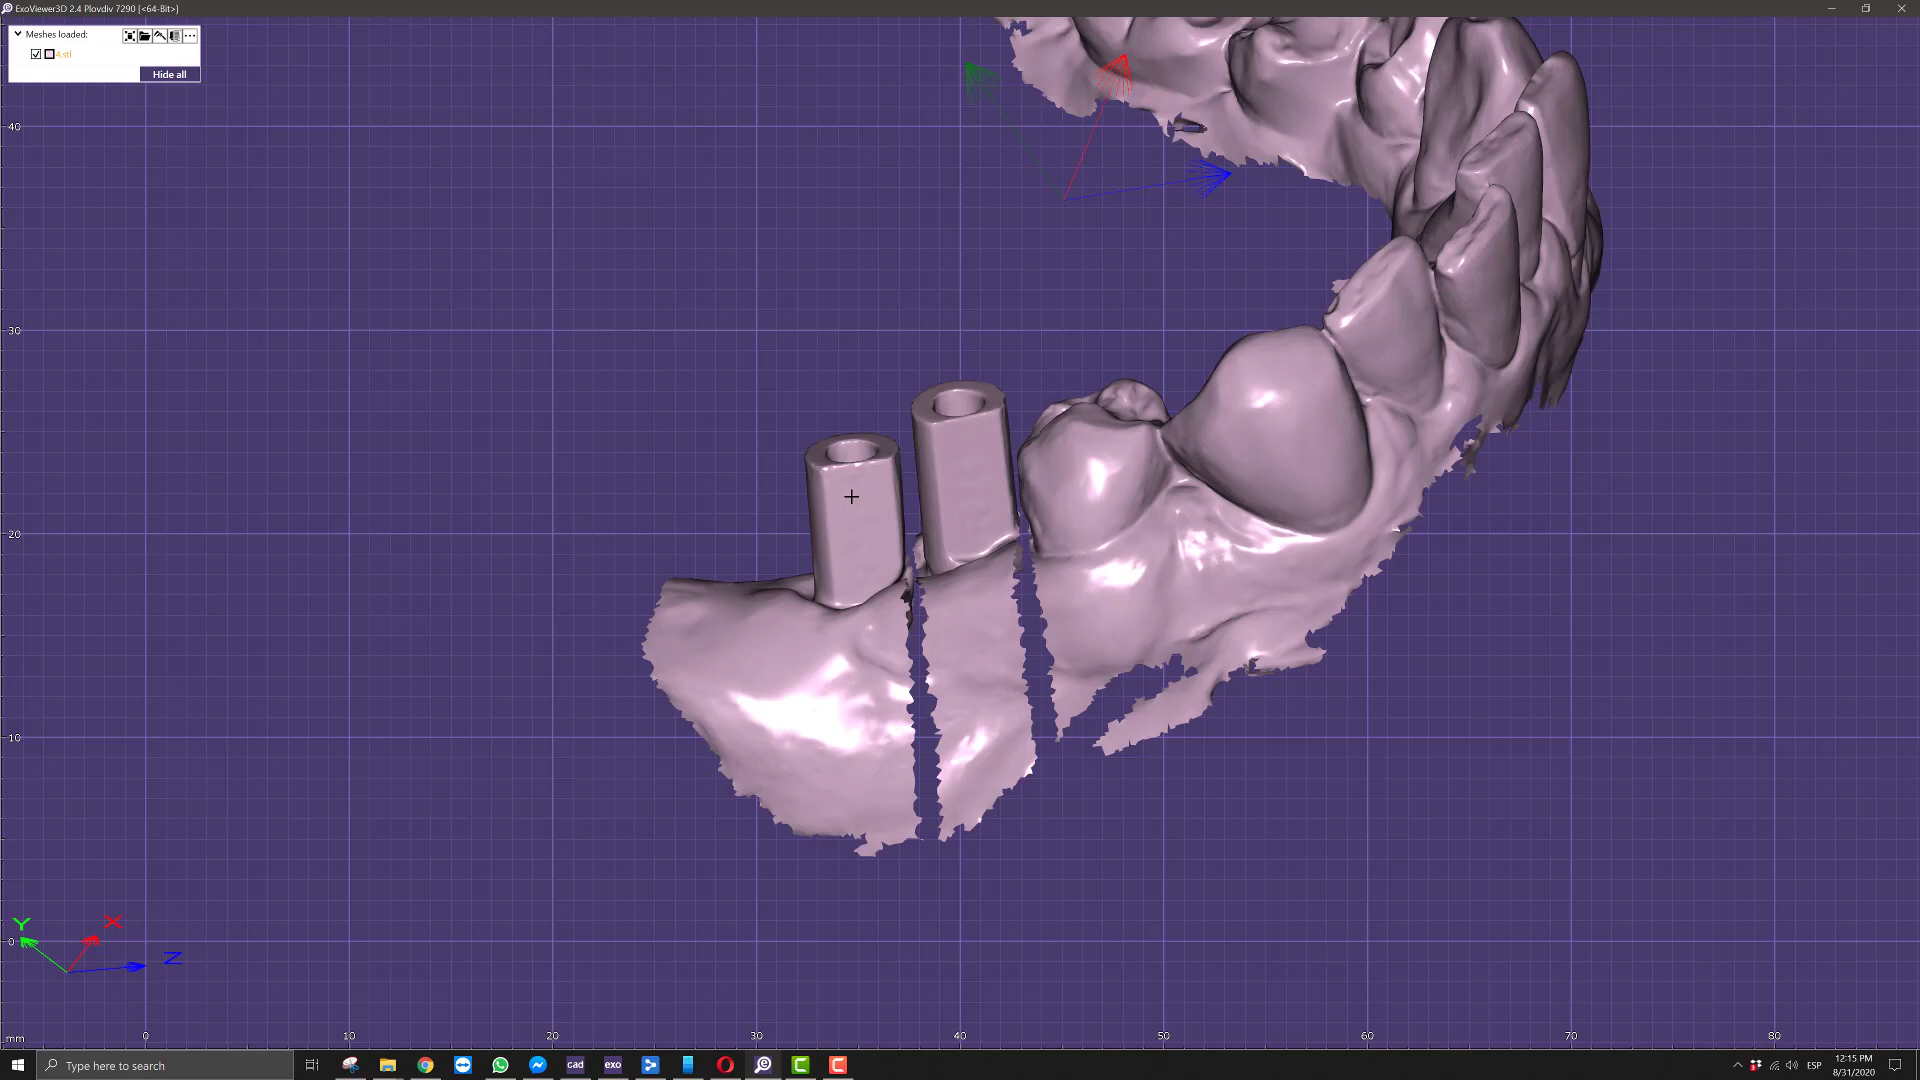 ExoViewer3D 2.4 Plovdiv 7290 [<64-Bit>]
Meshes loaded:
4.stl
Hide all
40
30
20
10
0
Y
X
Z
mm
0
10
20
30
40
50
60
70
80
Type here to search
cad
exo
ESP
12:15 PM
8/31/2020